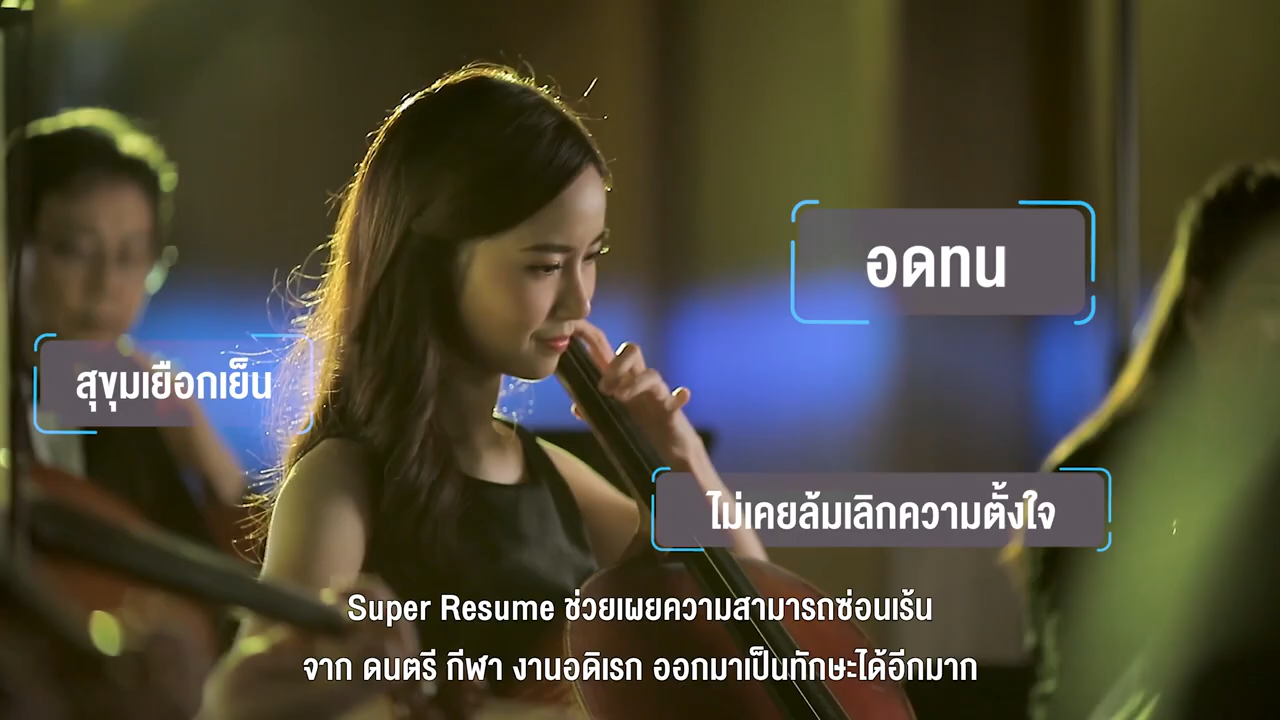 อดทน
สุขุมเยือกเย็น
ไม่เคยล้มเลิกความตั้งใจ
Super Resume ช่วยเผยความสามารถซ่อนเร้น
จาก ดนตรี กีฬา งานอดิเรก ออกมาเป็นทักษะได้อีกมาก